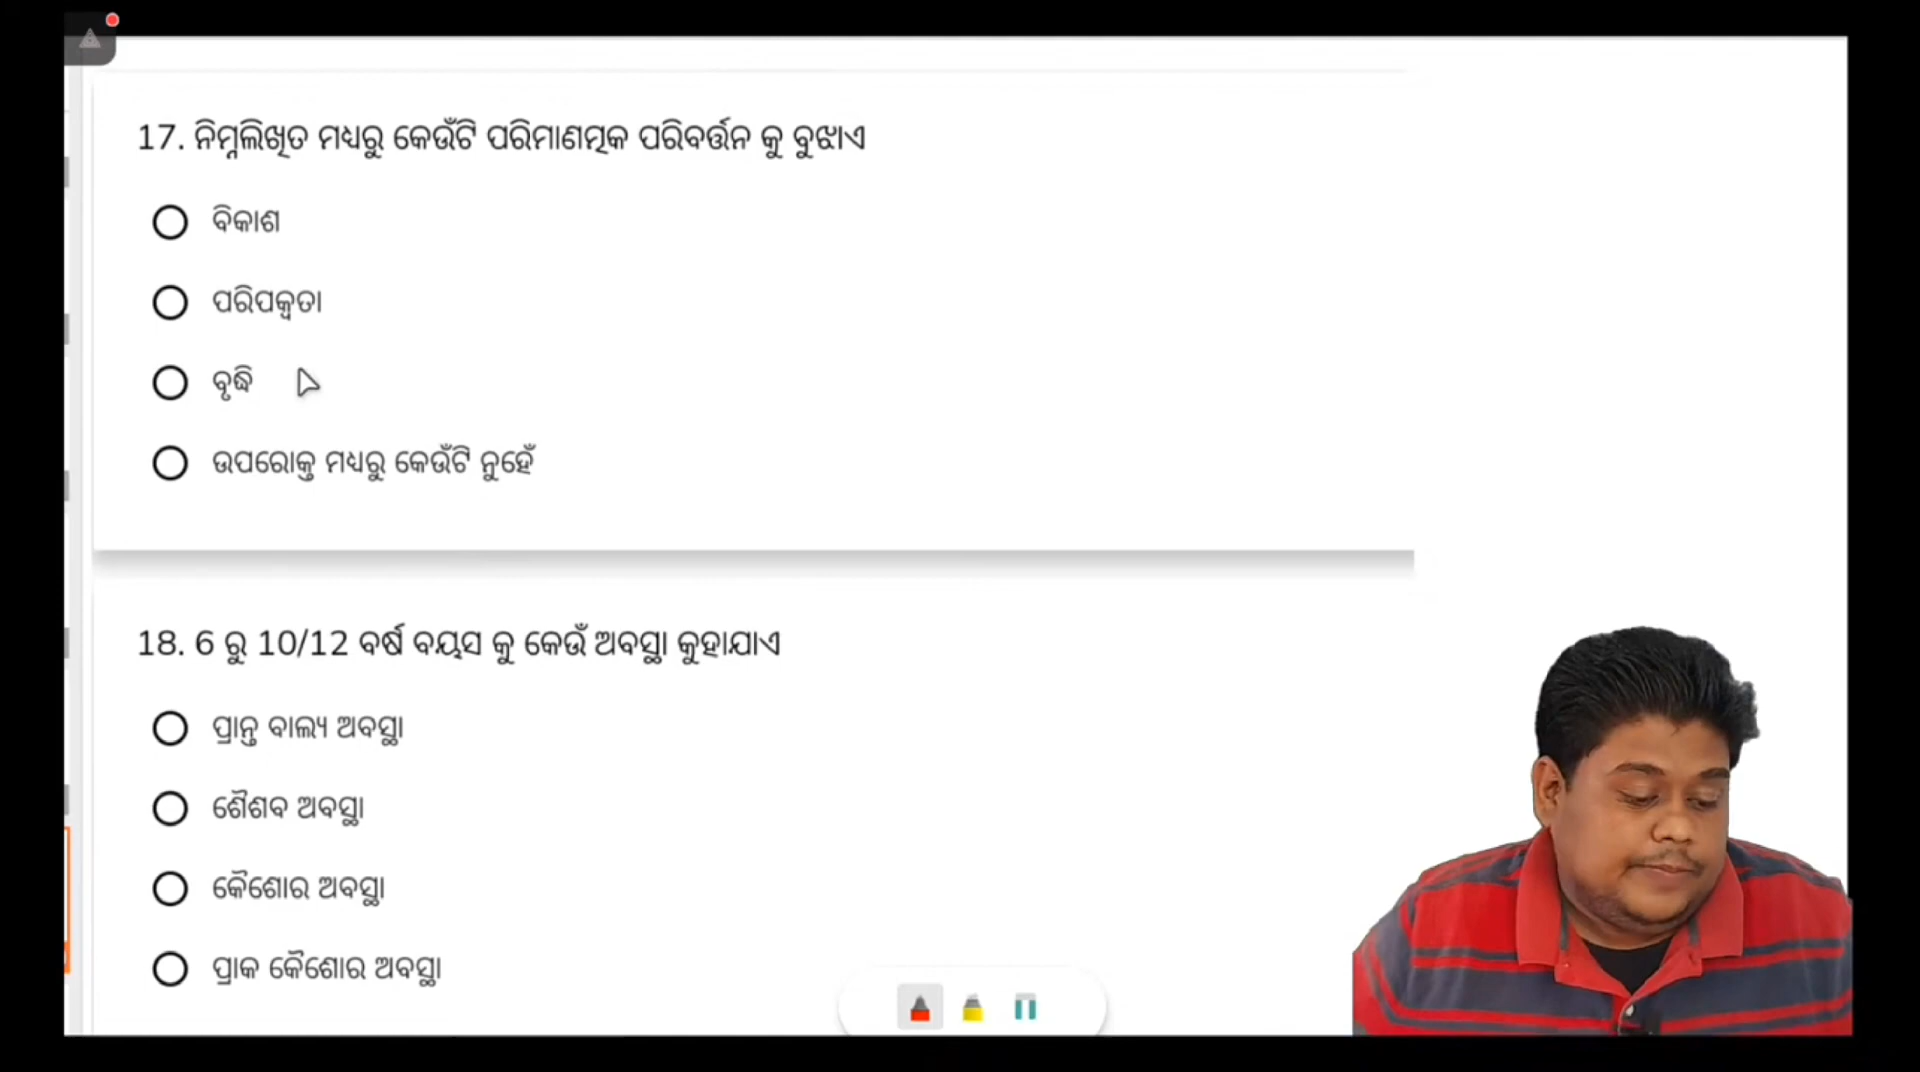 17. ନିମ୍ନଲିଖିତ ମଧ୍ୟରୁ କେଉଁଟି ପରିମାଣତ୍ମକ ପରିବର୍ତ୍ତନ କୁ ବୁଝାଏ
ବିକାଶ
ପରିପକ୍ୱତା
ବୃଦ୍ଧି
ଉପରୋକ୍ତ ମଧ୍ୟରୁ କେଉଁଟି ନୁହେଁ
18. 6 ରୁ 10/12 ବର୍ଷ ବୟସ କୁ କେଉଁ ଅବସ୍ଥା କୁହାଯାଏ
ପ୍ରାନ୍ତ ବାଲ୍ୟ ଅବସ୍ଥା
ଶୈଶବ ଅବସ୍ଥା
କୈଶୋର ଅବସ୍ଥା
ପ୍ରାକ କୈଶୋର ଅବସ୍ଥା